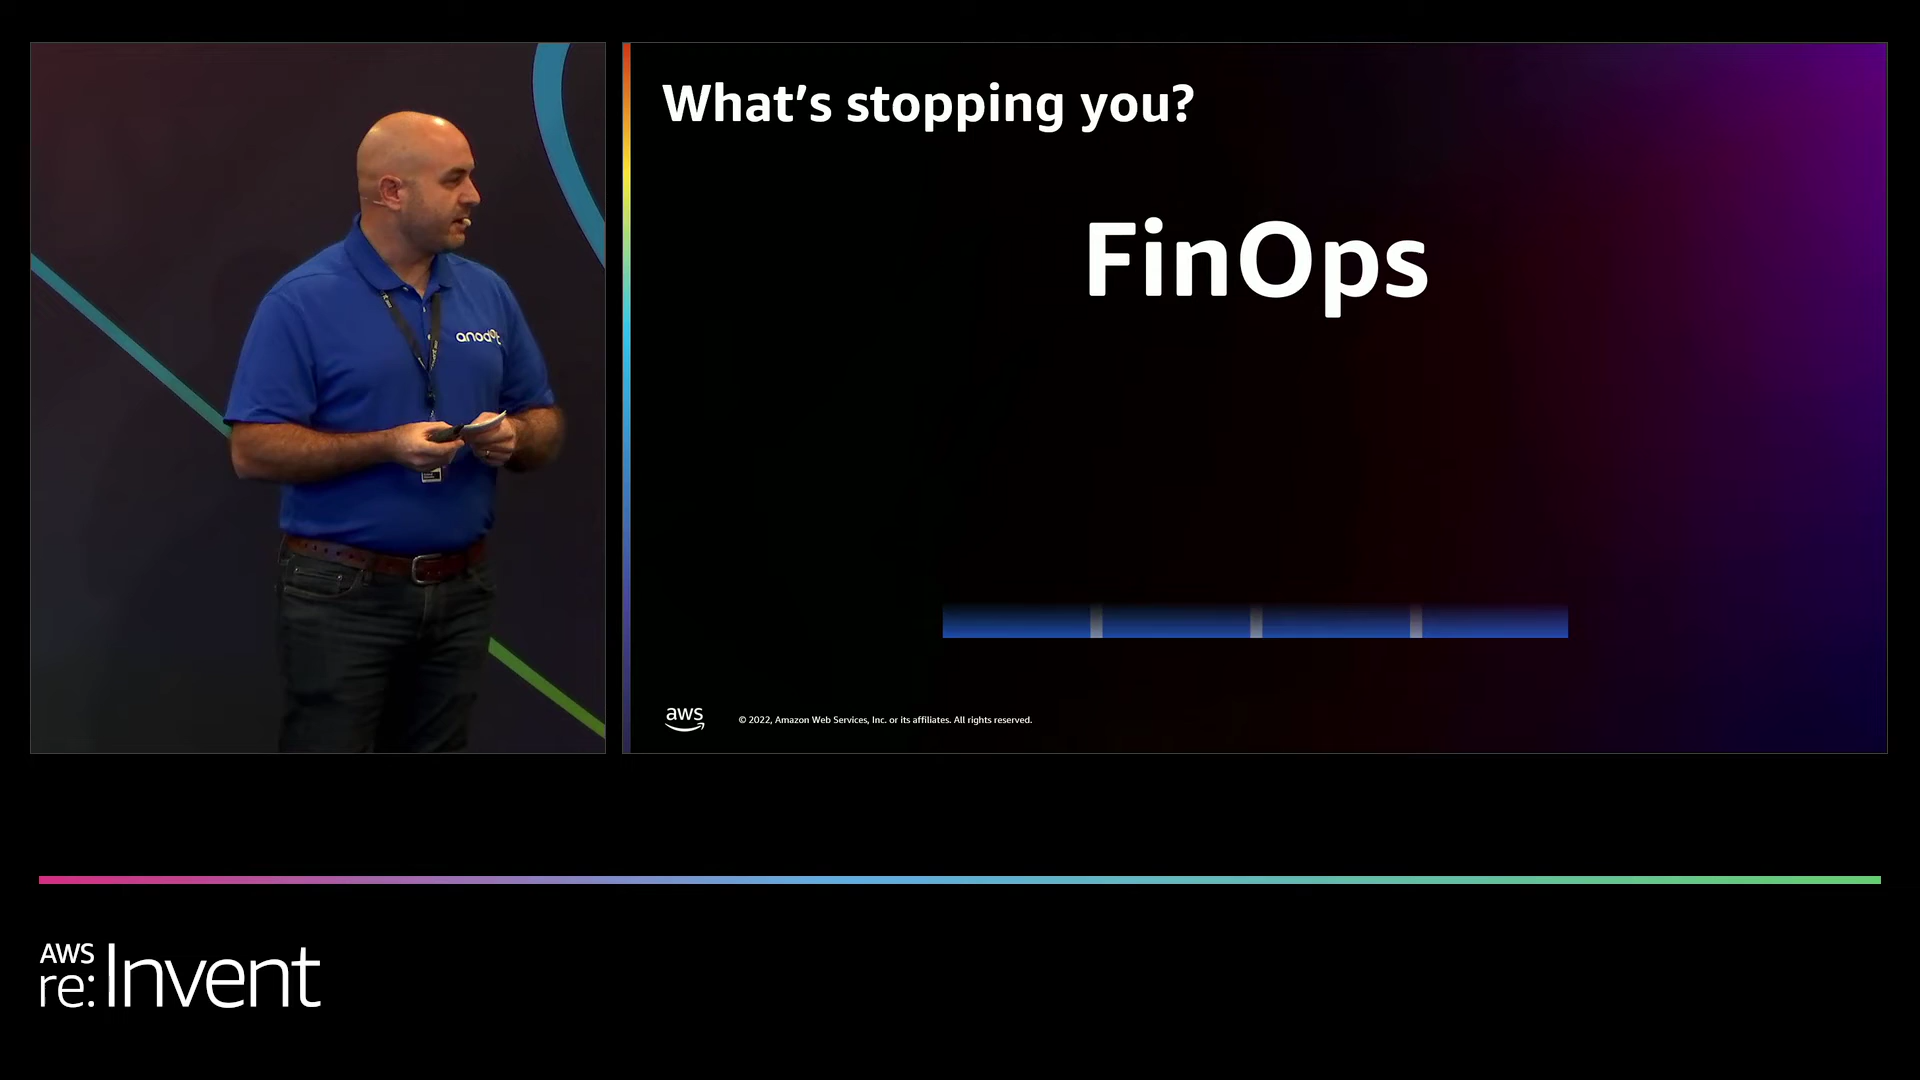 What's stopping you?
FinOps
anodot
aws
© 2022, Amazon Web Services, Inc. or its affiliates. All rights reserved.
AWS
re:Invent